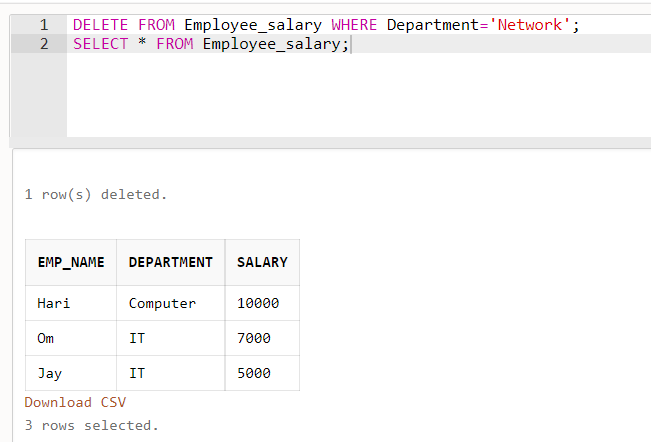 1 DELETE FROM Employee_salary WHERE Department='Network';
2 SELECT * FROM Employee_salary;
1 row(s) deleted.
EMP_NAME DEPARTMENT SALARY
Hari Computer 10000
Om IT 7000
Jay IT 5000
Download CSV
3 rows selected.